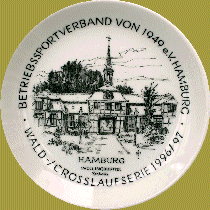 · BETRIEBSSPORTVERBAND VON 1949 e.V. HAMBURG ·
WALD-/CROSSLAUFSERIE 1996/97
HAMBURG